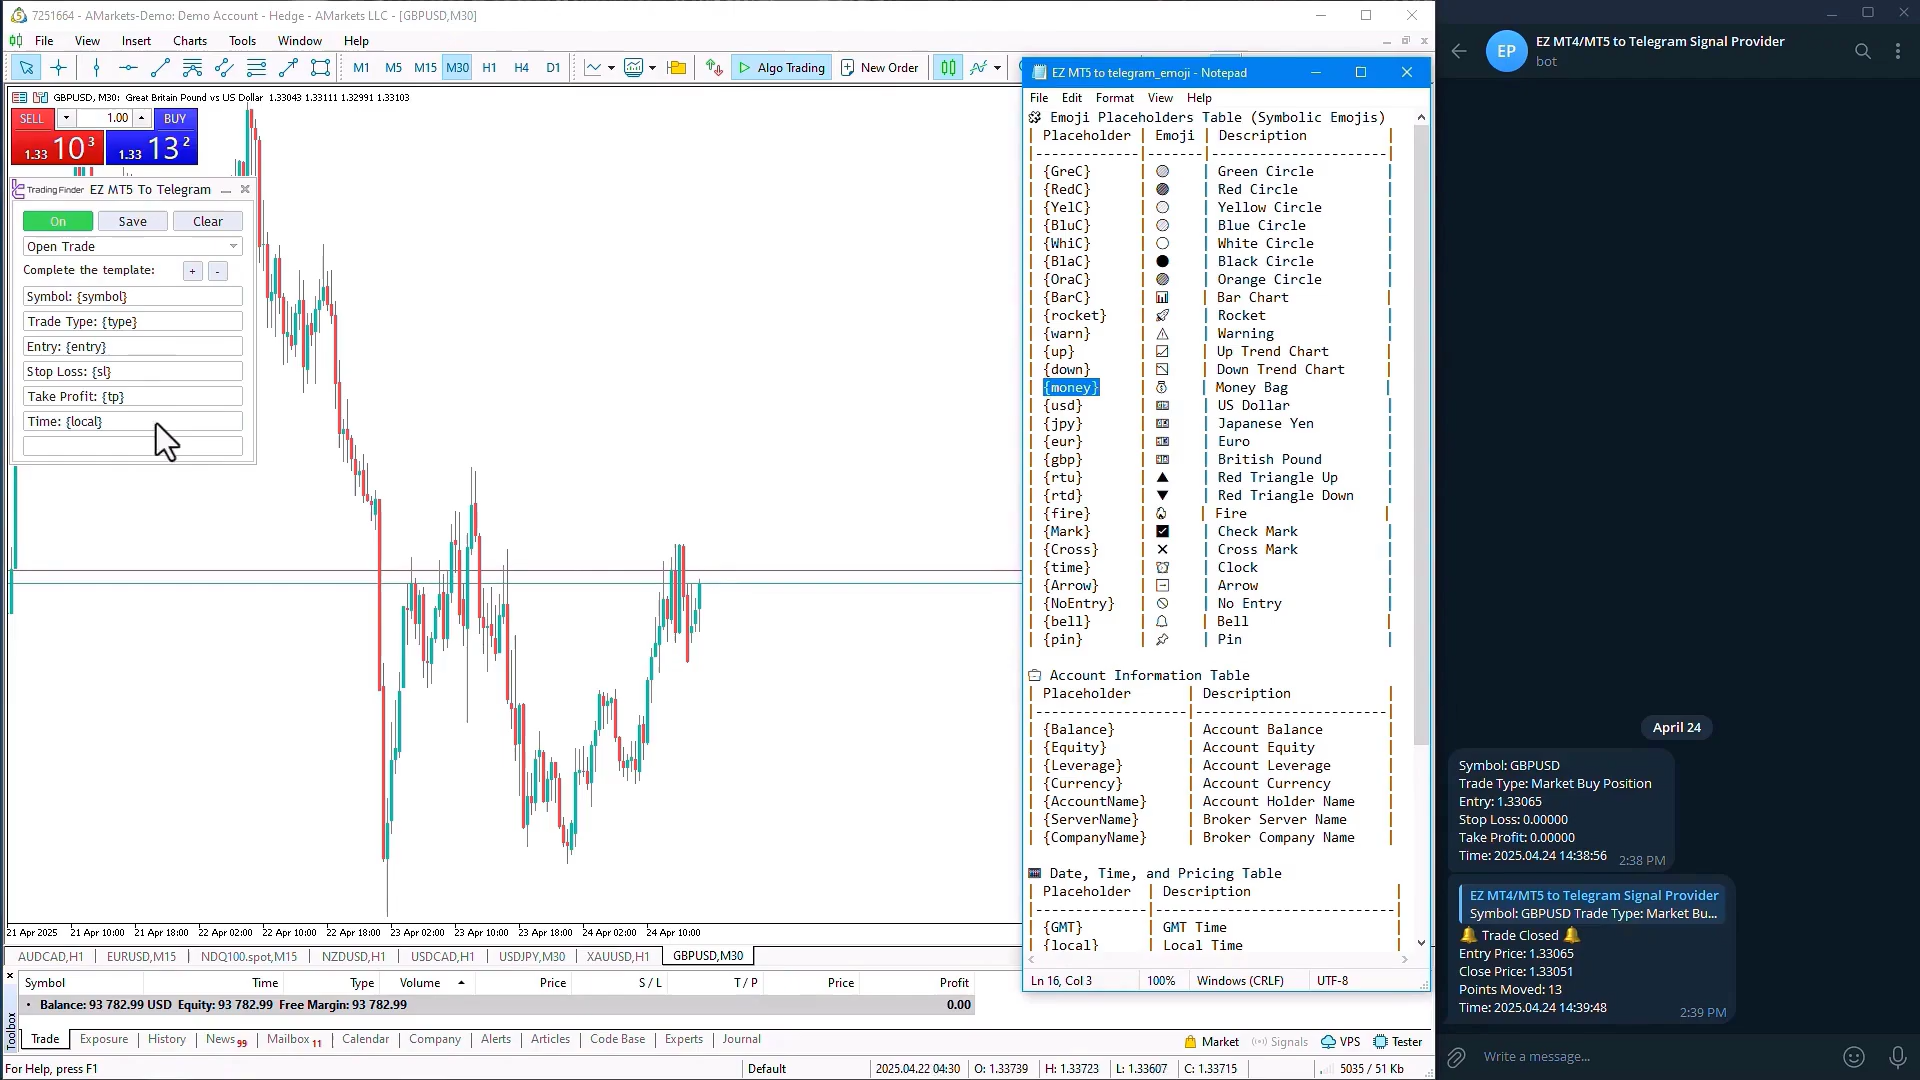 7251664 - AMarkets-Demo: Demo Account - Hedge - AMarkets LLC - [GBPUSD,M30]
File View Insert Charts Tools Window Help
M1 M5 M15 M30 H1 H4 D1 Algo Trading New Order
GBPUSD, M30: Great Britain Pound vs US Dollar 1.33043 1.33111 1.32991 1.33103
SELL 1.00 BUY
1.33 10 3 1.33 13 2
Trading Finder EZ MT5 To Telegram
On Save Clear
Open Trade
Complete the template: + -
Symbol: {symbol}
Trade Type: {type}
Entry: {entry}
Stop Loss: {sl}
Take Profit: {tp}
Time: {local}
21 Apr 2025 21 Apr 10:00 21 Apr 18:00 22 Apr 02:00 22 Apr 10:00 22 Apr 18:00 23 Apr 02:00 23 Apr 10:00 23 Apr 18:00 24 Apr 02:00 24 Apr 10:00
AUDCAD,H1 EURUSD,M15 NDQ100.spot,M15 NZDUSD,H1 USDCAD,H1 USDJPY,M30 XAUUSD,H1 GBPUSD,M30
Symbol Time Type Volume Price S / L T / P Price Profit
Balance: 93 782.99 USD Equity: 93 782.99 Free Margin: 93 782.99 0.00
Toolbox
Trade Exposure History News 99 Mailbox 11 Calendar Company Alerts Articles Code Base Experts Journal
Market Signals VPS Tester
For Help, press F1 Default 2025.04.22 04:30 O: 1.33739 H: 1.33723 L: 1.33607 C: 1.33715 5035 / 51 Kb
EZ MT5 to telegram_emoji - Notepad
File Edit Format View Help
Emoji Placeholders Table (Symbolic Emojis)
| Placeholder | Emoji | Description |
|-------------|-------|-----------------------|
| {GreC} | | Green Circle |
| {RedC} | | Red Circle |
| {YelC} | | Yellow Circle |
| {BluC} | | Blue Circle |
| {WhiC} | | White Circle |
| {BlaC} | | Black Circle |
| {OraC} | | Orange Circle |
| {BarC} | | Bar Chart |
| {rocket} | | Rocket |
| {warn} | | Warning |
| {up} | | Up Trend Chart |
| {down} | | Down Trend Chart |
| {money} | | Money Bag |
| {usd} | | US Dollar |
| {jpy} | | Japanese Yen |
| {eur} | | Euro |
| {gbp} | | British Pound |
| {rtu} | ▲ | Red Triangle Up |
| {rtd} | ▼ | Red Triangle Down |
| {fire} | | Fire |
| {Mark} | | Check Mark |
| {Cross} | | Cross Mark |
| {time} | | Clock |
| {Arrow} | | Arrow |
| {NoEntry} | | No Entry |
| {bell} | | Bell |
| {pin} | | Pin |
Account Information Table
| Placeholder | Description |
|------------------|------------------------|
| {Balance} | Account Balance |
| {Equity} | Account Equity |
| {Leverage} | Account Leverage |
| {Currency} | Account Currency |
| {AccountName} | Account Holder Name |
| {ServerName} | Broker Server Name |
| {CompanyName} | Broker Company Name |
Date, Time, and Pricing Table
| Placeholder | Description |
|-------------|------------------------------|
| {GMT} | GMT Time
| {local} | Local Time
Ln 16, Col 3 100% Windows (CRLF) UTF-8
EP EZ MT4/MT5 to Telegram Signal Provider
bot
April 24
Symbol: GBPUSD
Trade Type: Market Buy Position
Entry: 1.33065
Stop Loss: 0.00000
Take Profit: 0.00000
Time: 2025.04.24 14:38:56 2:38 PM
EZ MT4/MT5 to Telegram Signal Provider
Symbol: GBPUSD Trade Type: Market Bu...
🔔 Trade Closed 🔔
Entry Price: 1.33065
Close Price: 1.33051
Points Moved: 13
Time: 2025.04.24 14:39:48 2:39 PM
Write a message...